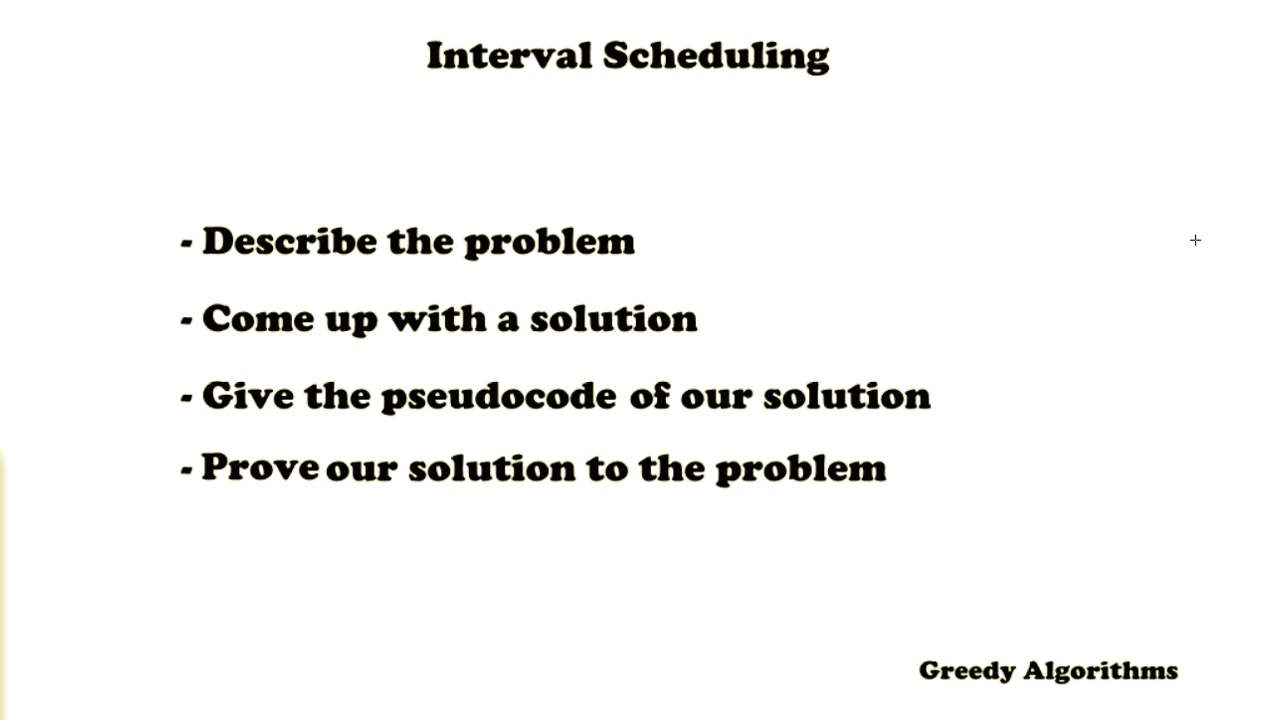 Interval Scheduling
- Describe the problem
- Come up with a solution
- Give the pseudocode of our solution
- Prove our solution to the problem
Greedy Algorithms